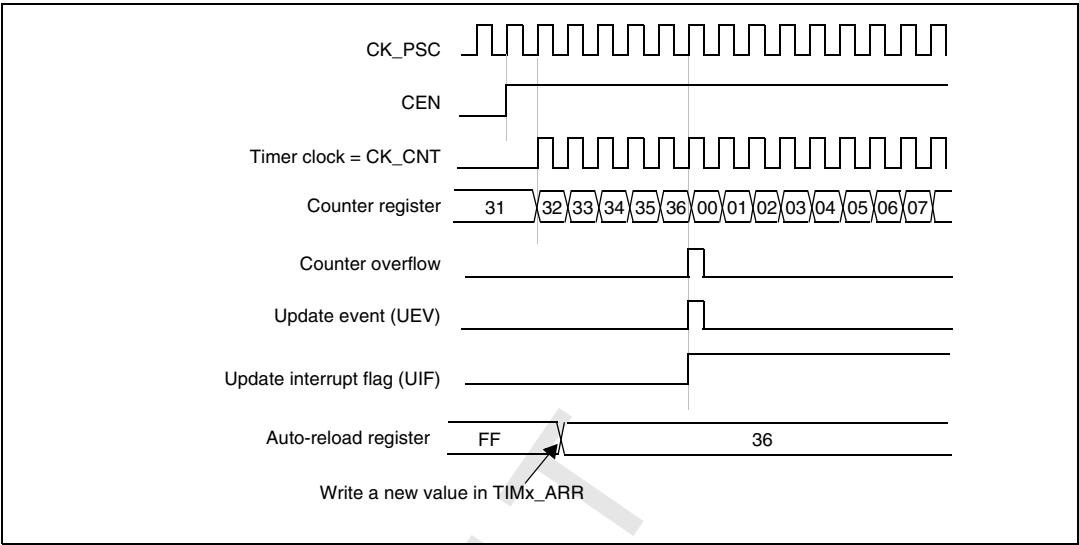 CK_PSC
CEN
Timer clock = CK_CNT
Counter register 31 32 33 34 35 36 00 01 02 03 04 05 06 07
Counter overflow
Update event (UEV)
Update interrupt flag (UIF)
Auto-reload register FF 36
Write a new value in TIMx_ARR